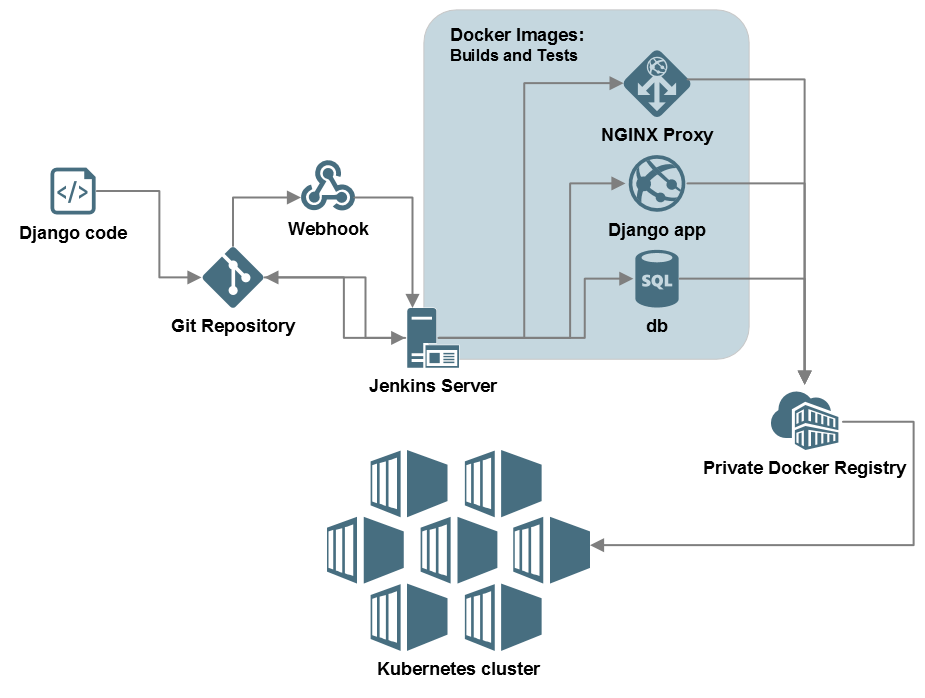 Docker Images:
Builds and Tests
NGINX Proxy
</>
Django code
Webhook
Django app
SQL
Git Repository
db
Jenkins Server
Private Docker Registry
Kubernetes cluster